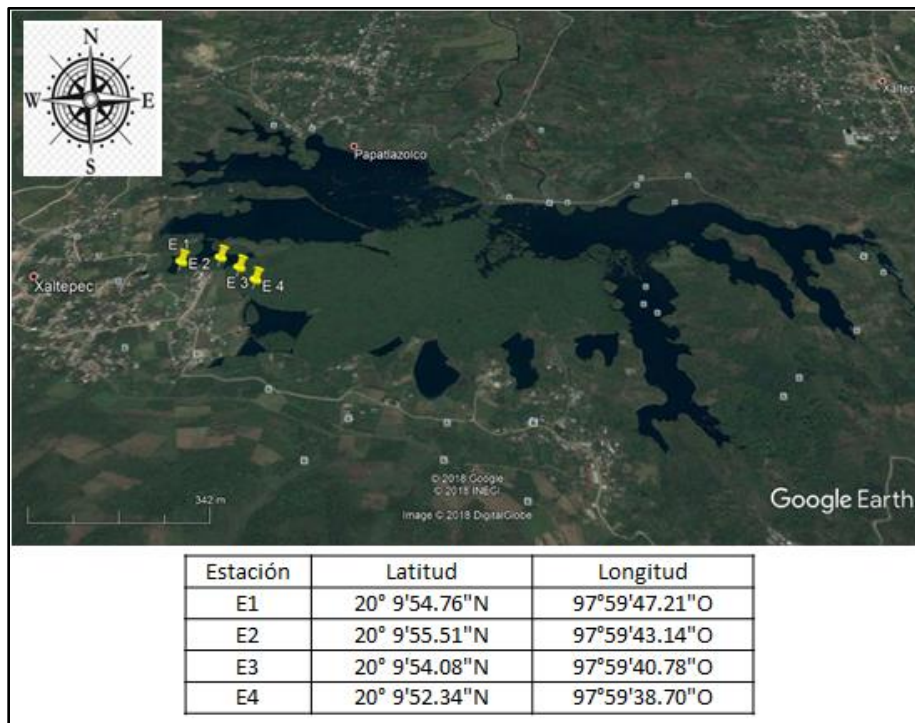 N
W E
S
Xaltep
Papatlazolco
E 1
E 2
E 3 E 4
Xaltepec
© 2018 Google
© 2018 INEGI
Image © 2018 DigitalGlobe
342 m
Google Earth
Estación Latitud Longitud
E1 20° 9'54.76"N 97°59'47.21"O
E2 20° 9'55.51"N 97°59'43.14"O
E3 20° 9'54.08"N 97°59'40.78"O
E4 20° 9'52.34"N 97°59'38.70"O